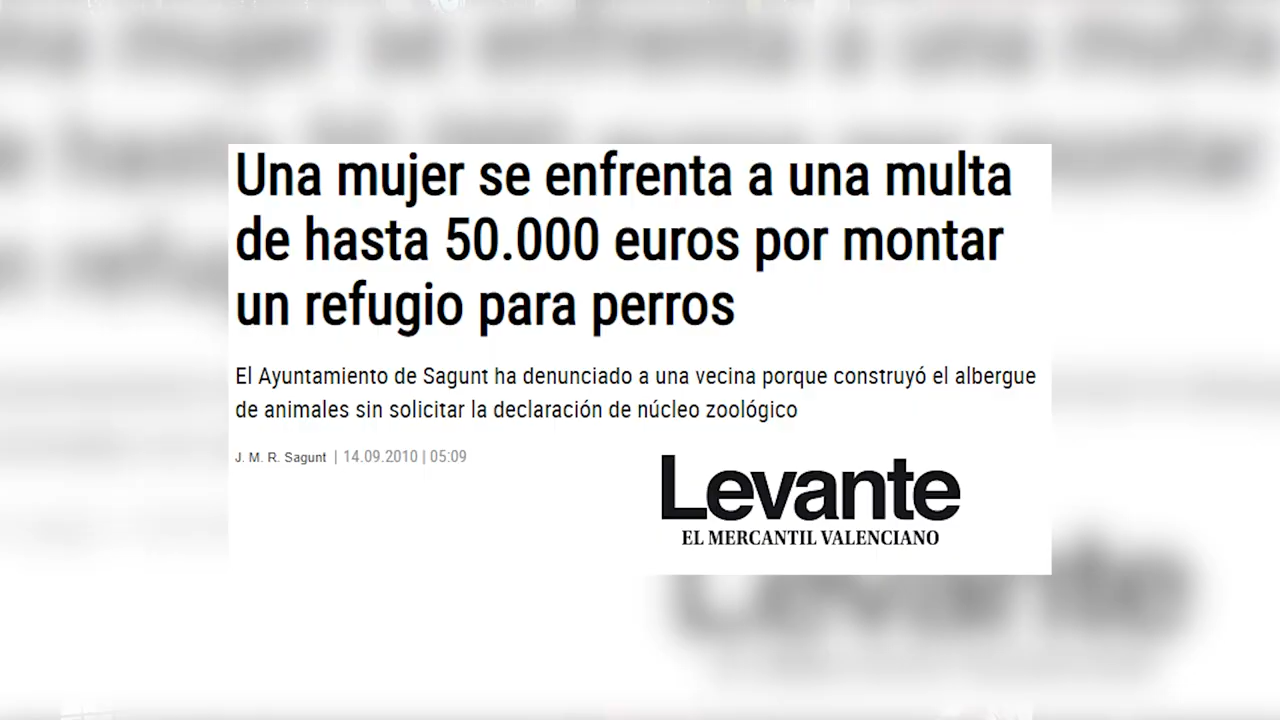 Una mujer se enfrenta a una multa
de hasta 50.000 euros por montar
un refugio para perros
El Ayuntamiento de Sagunt ha denunciado a una vecina porque construyó el albergue
de animales sin solicitar la declaración de núcleo zoológico
J. M. R. Sagunt | 14.09.2010 | 05:09
Levante
EL MERCANTIL VALENCIANO